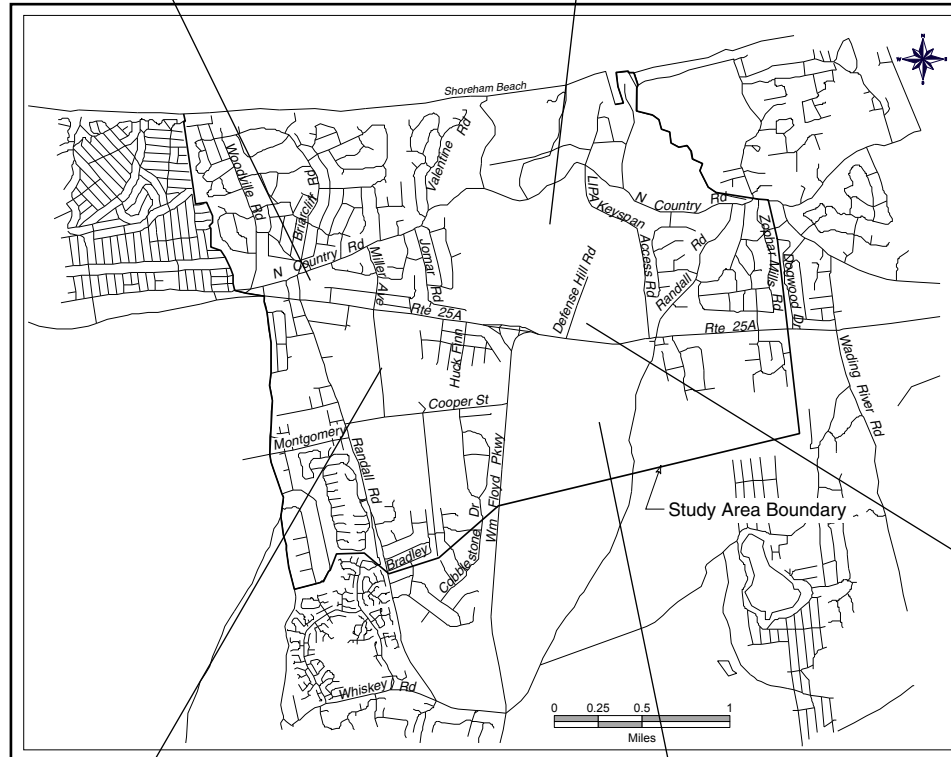 Shoreham Beach
Woodville Rd
Briarcliff Rd
Valentine Rd
N Country Rd
LIPA Keyspan
Access Rd
N Country Rd
Randall Rd
Zophar Mills Rd
Dogwood Dr
Miller Ave
Jomar Rd
Defense Hill Rd
Rte 25A
Rte 25A
Huck Finn
Wading River Rd
Cooper St
Montgomery
Randall Rd
Wm Floyd Pkwy
Study Area Boundary
Bradley
Cobblestone Dr
Whiskey Rd
0 0.25 0.5 1
Miles